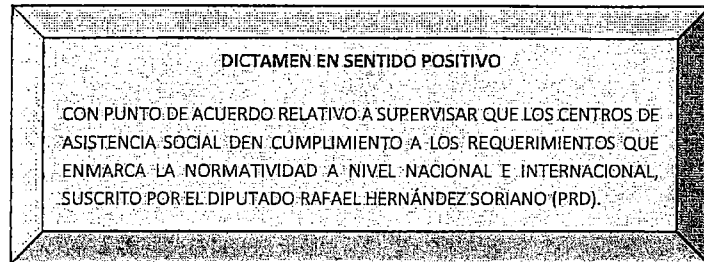 DICTAMEN EN SENTIDO POSITIVO
CON PUNTO DE ACUERDO RELATIVO A SUPERVISAR QUE LOS CENTROS DE
ASISTENCIA SOCIAL DEN CUMPLIMIENTO A LOS REQUERIMIENTOS QUE
ENMARCA LA NORMATIVIDAD A NIVEL NACIONAL E INTERNACIONAL,
SUSCRITO POR EL DIPUTADO RAFAEL HERNÁNDEZ SORIANO (PRD).